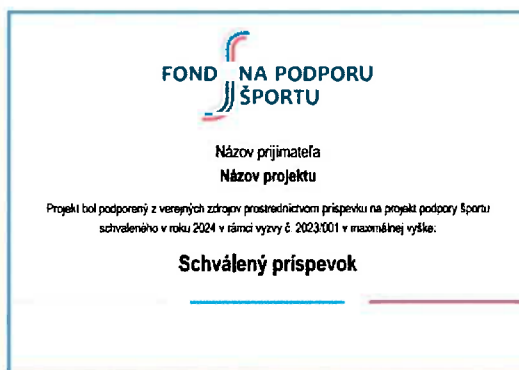 FOND NA PODPORU
ŠPORTU
Názov prijímateľa
Názov projektu
Projekt bol podporený z verejných zdrojov prostredníctvom príspevku na projekt podpory športu
schváleného v roku 2024 v rámci výzvy č. 2023/001 v maximálnej výške:
Schválený príspevok